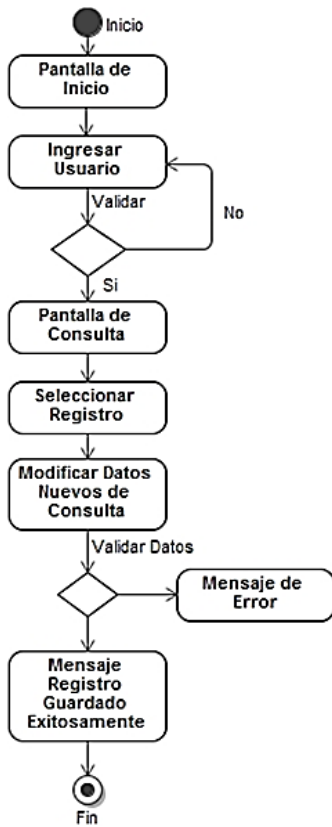 Inicio
Pantalla de
Inicio
Ingresar
Usuario
Validar
No
Si
Pantalla de
Consulta
Seleccionar
Registro
Modificar Datos
Nuevos de
Consulta
Validar Datos
Mensaje de
Error
Mensaje
Registro
Guardado
Exitosamente
Fin